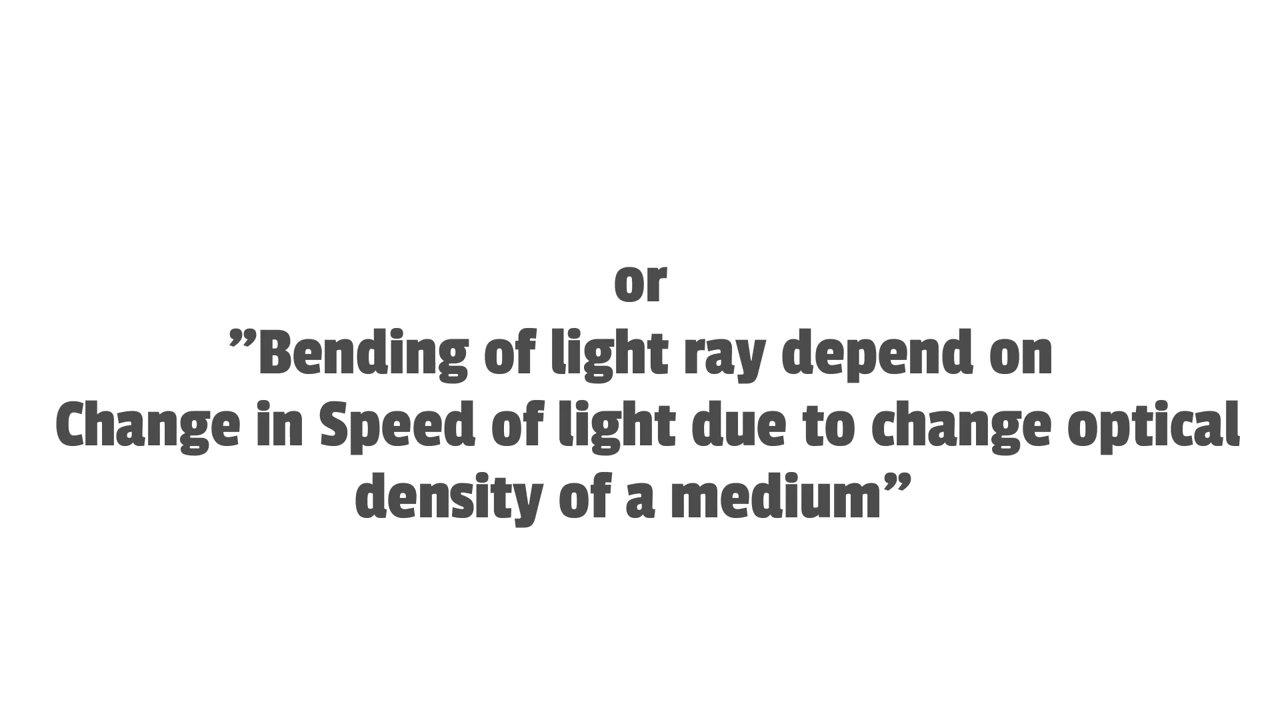 or
”Bending of light ray depend on
Change in Speed of light due to change optical
density of a medium”